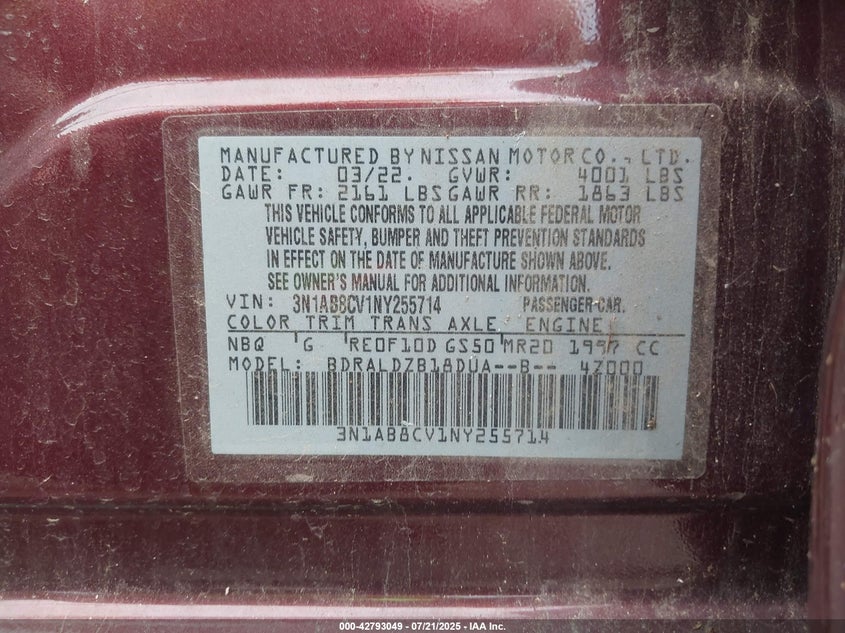 MANUFACTURED BY NISSAN MOTOR CO., LTD.
DATE: 03/22. GVWR: 4001 LBS
GAWR FR: 2161 LBS GAWR RR: 1863 LBS
THIS VEHICLE CONFORMS TO ALL APPLICABLE FEDERAL MOTOR
VEHICLE SAFETY, BUMPER AND THEFT PREVENTION STANDARDS
IN EFFECT ON THE DATE OF MANUFACTURE SHOWN ABOVE.
SEE OWNER'S MANUAL FOR ADDITIONAL INFORMATION.
VIN: 3N1AB8CV1NY255714 PASSENGER-CAR.
COLOR TRIM TRANS AXLE ENGINE
NBQ G RE0F10D GS50 MR20 1997 CC
MODEL: BDRALDZB18DUA--B-- 4Z000
3N1AB8CV1NY255714
000-42793049 - 07/21/2025 - IAA Inc.